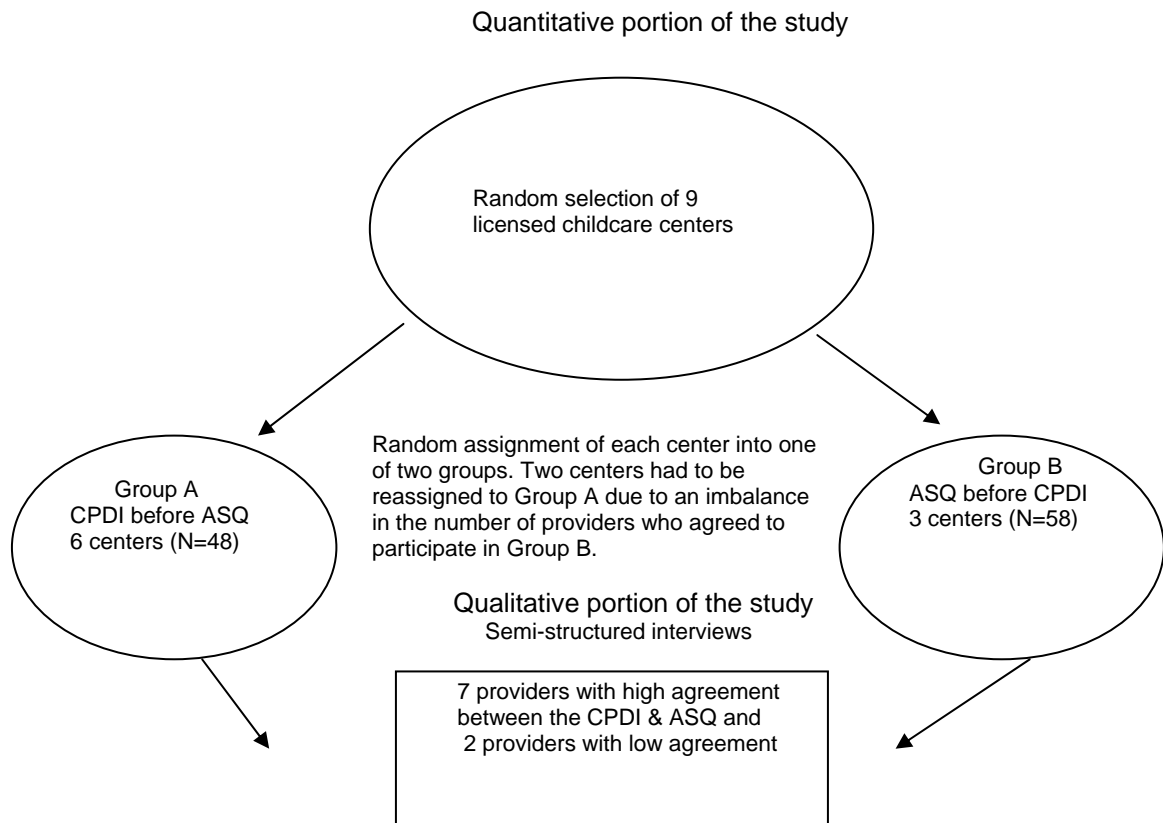 Quantitative portion of the study
Random selection of 9
licensed childcare centers
Group A
CPDI before ASQ
6 centers (N=48)
Random assignment of each center into one
of two groups. Two centers had to be
reassigned to Group A due to an imbalance
in the number of providers who agreed to
participate in Group B.
Group B
ASQ before CPDI
3 centers (N=58)
Qualitative portion of the study
Semi-structured interviews
7 providers with high agreement
between the CPDI & ASQ and
2 providers with low agreement